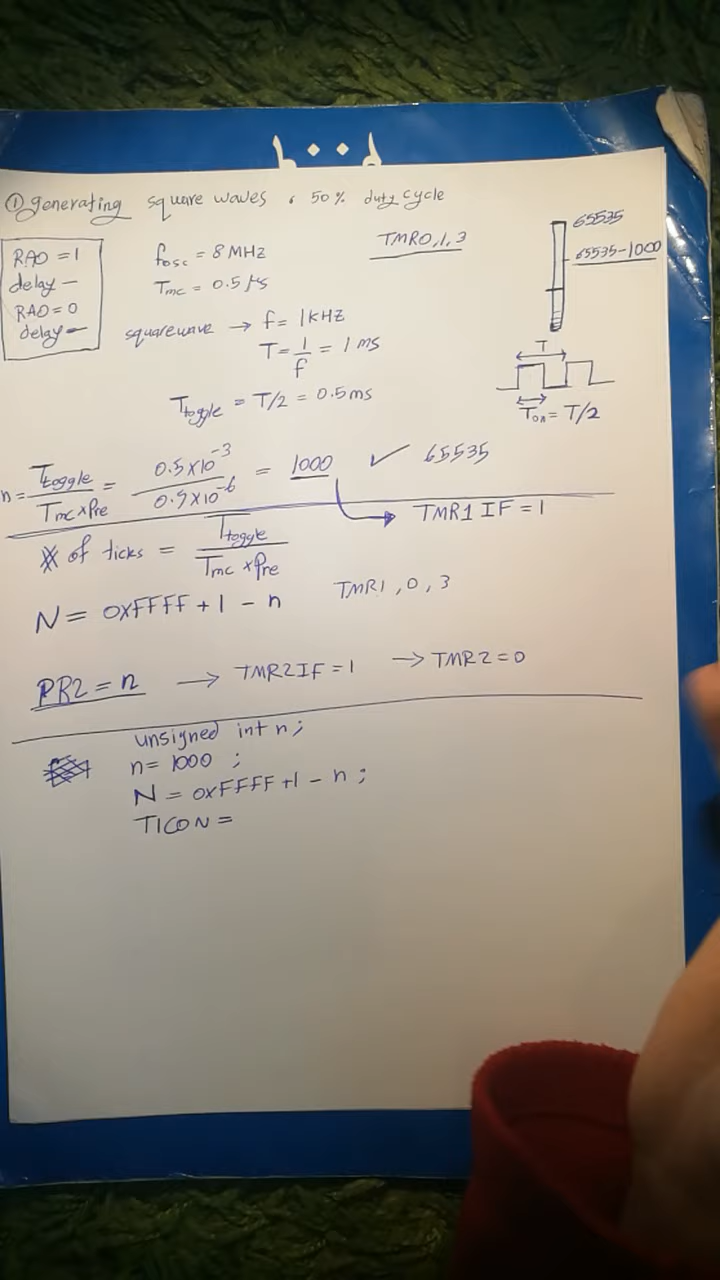 ① generating square waves, 50% duty cycle
RA0 = 1
delay —
RA0 = 0
delay —
fosc = 8 MHz
Tmc = 0.5 µs
TMR0,1,3
65535
65535-1000
squarewave → f = 1KHZ
T = 1/f = 1 ms
T
Ton = T/2
Ttoggle = T/2 = 0.5ms
n = Ttoggle / Tmc × Pre = 0.5×10^-3 / 0.5×10^-6 = 1000 ✓ 65535
→ TMR1 IF = 1
# of ticks = Ttoggle / Tmc × Pre
N = 0xFFFF + 1 - n TMR1, 0, 3
PR2 = n → TMR2IF = 1 → TMR2 = 0
unsigned int n;
n = 1000 ;
N = 0xFFFF +1 - n ;
T1CON =